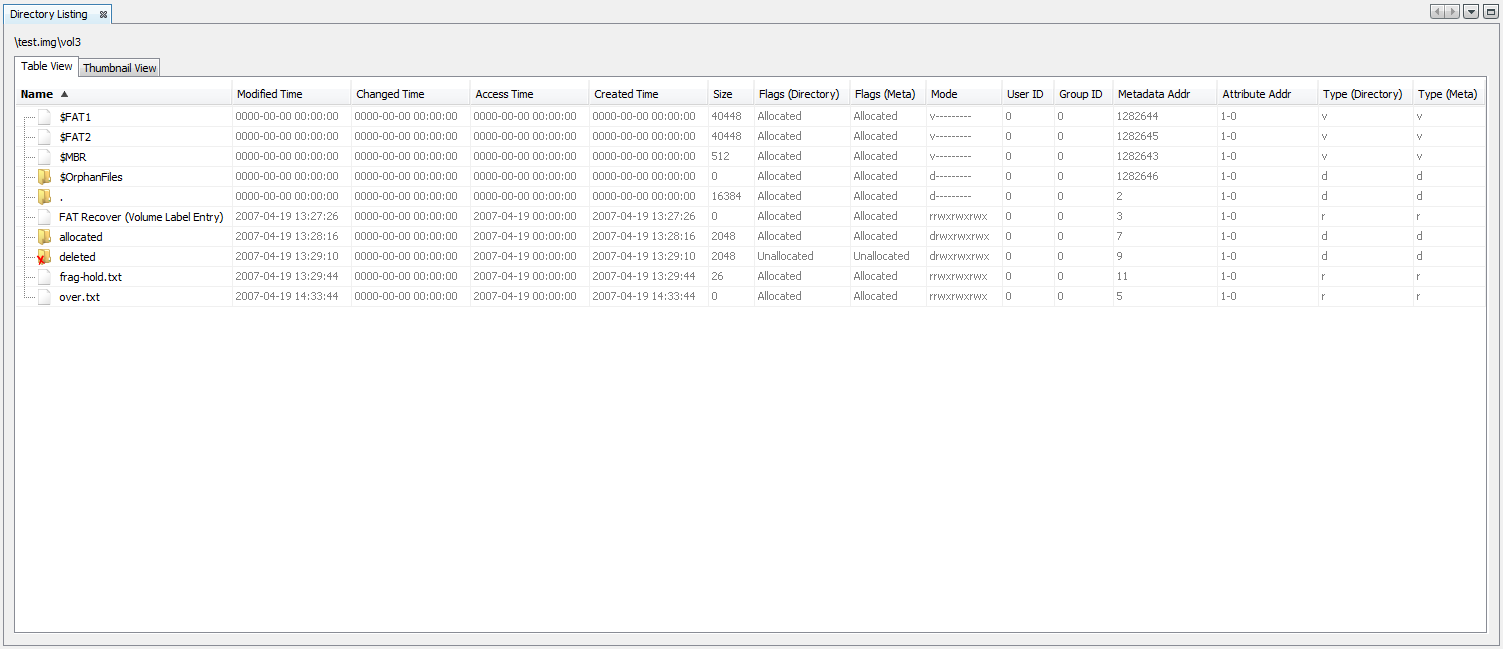 Directory Listing
\test.img\vol3
Table View Thumbnail View
Name Modified Time Changed Time Access Time Created Time Size Flags (Directory) Flags (Meta) Mode User ID Group ID Metadata Addr Attribute Addr Type (Directory) Type (Meta)
$FAT1 0000-00-00 00:00:00 0000-00-00 00:00:00 0000-00-00 00:00:00 0000-00-00 00:00:00 40448 Allocated Allocated v--------- 0 0 1282644 1-0 v v
$FAT2 0000-00-00 00:00:00 0000-00-00 00:00:00 0000-00-00 00:00:00 0000-00-00 00:00:00 40448 Allocated Allocated v--------- 0 0 1282645 1-0 v v
$MBR 0000-00-00 00:00:00 0000-00-00 00:00:00 0000-00-00 00:00:00 0000-00-00 00:00:00 512 Allocated Allocated v--------- 0 0 1282643 1-0 v v
$OrphanFiles 0000-00-00 00:00:00 0000-00-00 00:00:00 0000-00-00 00:00:00 0000-00-00 00:00:00 0 Allocated Allocated d--------- 0 0 1282646 1-0 d d
. 0000-00-00 00:00:00 0000-00-00 00:00:00 0000-00-00 00:00:00 0000-00-00 00:00:00 16384 Allocated Allocated d--------- 0 0 2 1-0 d d
FAT Recover (Volume Label Entry) 2007-04-19 13:27:26 0000-00-00 00:00:00 2007-04-19 00:00:00 2007-04-19 13:27:26 0 Allocated Allocated rrwxrwxrwx 0 0 3 1-0 r r
allocated 2007-04-19 13:28:16 0000-00-00 00:00:00 2007-04-19 00:00:00 2007-04-19 13:28:16 2048 Allocated Allocated drwxrwxrwx 0 0 7 1-0 d d
deleted 2007-04-19 13:29:10 0000-00-00 00:00:00 2007-04-19 00:00:00 2007-04-19 13:29:10 2048 Unallocated Unallocated drwxrwxrwx 0 0 9 1-0 d d
frag-hold.txt 2007-04-19 13:29:44 0000-00-00 00:00:00 2007-04-19 00:00:00 2007-04-19 13:29:44 26 Allocated Allocated rrwxrwxrwx 0 0 11 1-0 r r
over.txt 2007-04-19 14:33:44 0000-00-00 00:00:00 2007-04-19 00:00:00 2007-04-19 14:33:44 0 Allocated Allocated rrwxrwxrwx 0 0 5 1-0 r r